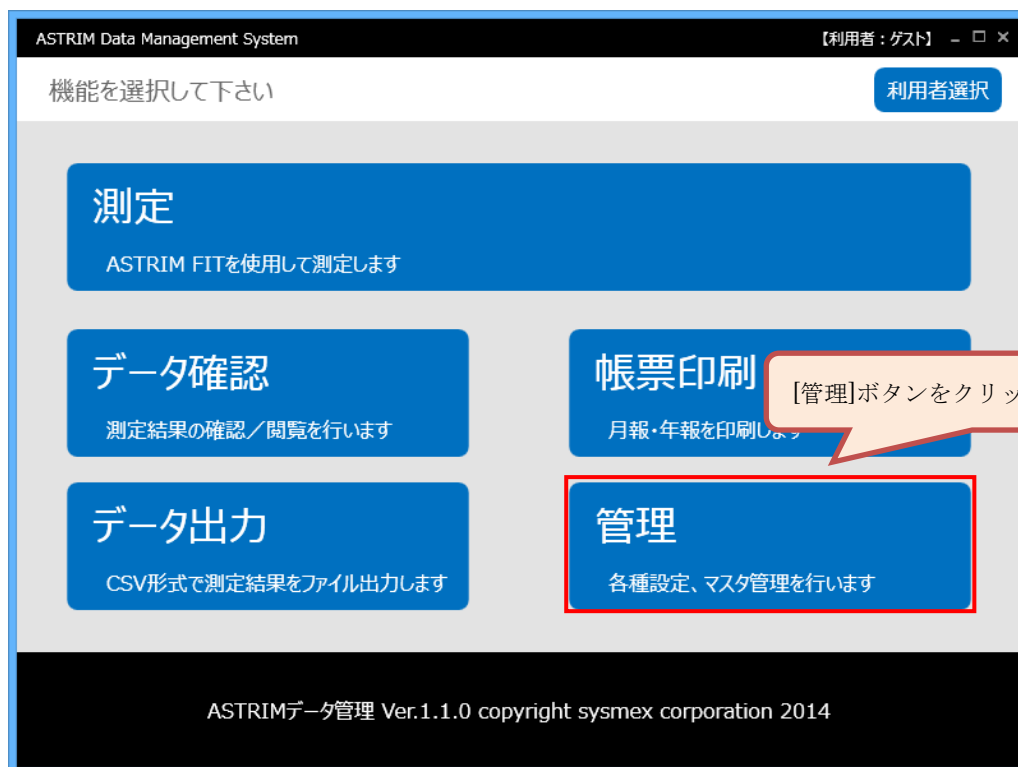 ASTRIM Data Management System
【利用者：ゲスト】
機能を選択して下さい
利用者選択
測定
ASTRIM FITを使用して測定します
データ確認
測定結果の確認／閲覧を行います
帳票印刷
月報・年報を印刷します
[管理]ボタンをクリッ
データ出力
CSV形式で測定結果をファイル出力します
管理
各種設定、マスタ管理を行います
ASTRIMデータ管理 Ver.1.1.0 copyright sysmex corporation 2014